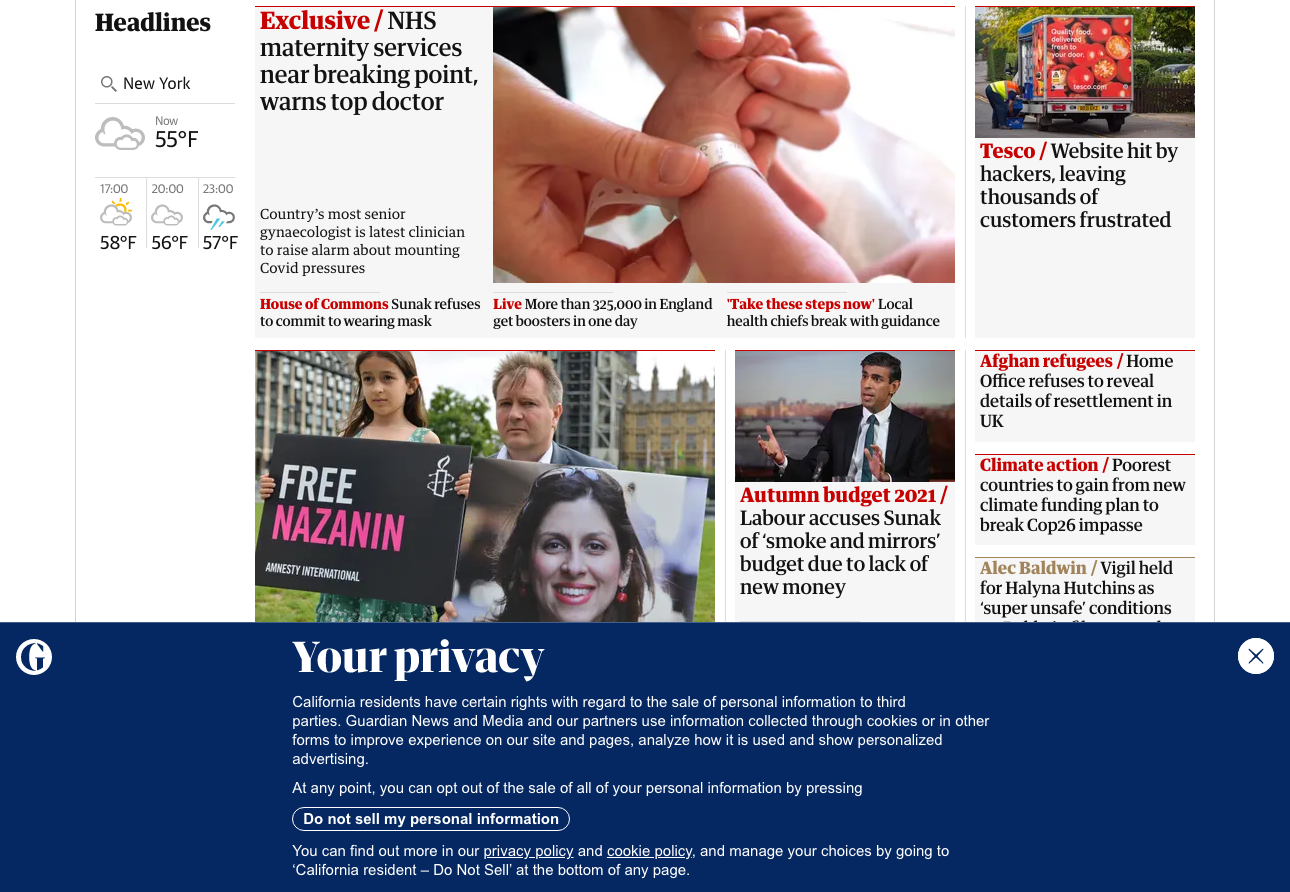 Headlines
New York
Now
55°F
17:00
20:00
23:00
58°F
56°F
57°F
Exclusive / NHS
maternity services
near breaking point,
warns top doctor
Country's most senior
gynaecologist is latest clinician
to raise alarm about mounting
Covid pressures
House of Commons Sunak refuses
to commit to wearing mask
Live More than 325,000 in England
get boosters in one day
'Take these steps now' Local
health chiefs break with guidance
Quality food,
delivered
fresh to
your door.
tesco.com
Tesco / Website hit by
hackers, leaving
thousands of
customers frustrated
FREE
NAZANIN
AMNESTY INTERNATIONAL
Autumn budget 2021 /
Labour accuses Sunak
of ‘smoke and mirrors’
budget due to lack of
new money
Afghan refugees / Home
Office refuses to reveal
details of resettlement in
UK
Climate action / Poorest
countries to gain from new
climate funding plan to
break Cop26 impasse
Alec Baldwin / Vigil held
for Halyna Hutchins as
‘super unsafe’ conditions
Your privacy
California residents have certain rights with regard to the sale of personal information to third
parties. Guardian News and Media and our partners use information collected through cookies or in other
forms to improve experience on our site and pages, analyze how it is used and show personalized
advertising.
At any point, you can opt out of the sale of all of your personal information by pressing
Do not sell my personal information
You can find out more in our privacy policy and cookie policy, and manage your choices by going to
‘California resident – Do Not Sell’ at the bottom of any page.